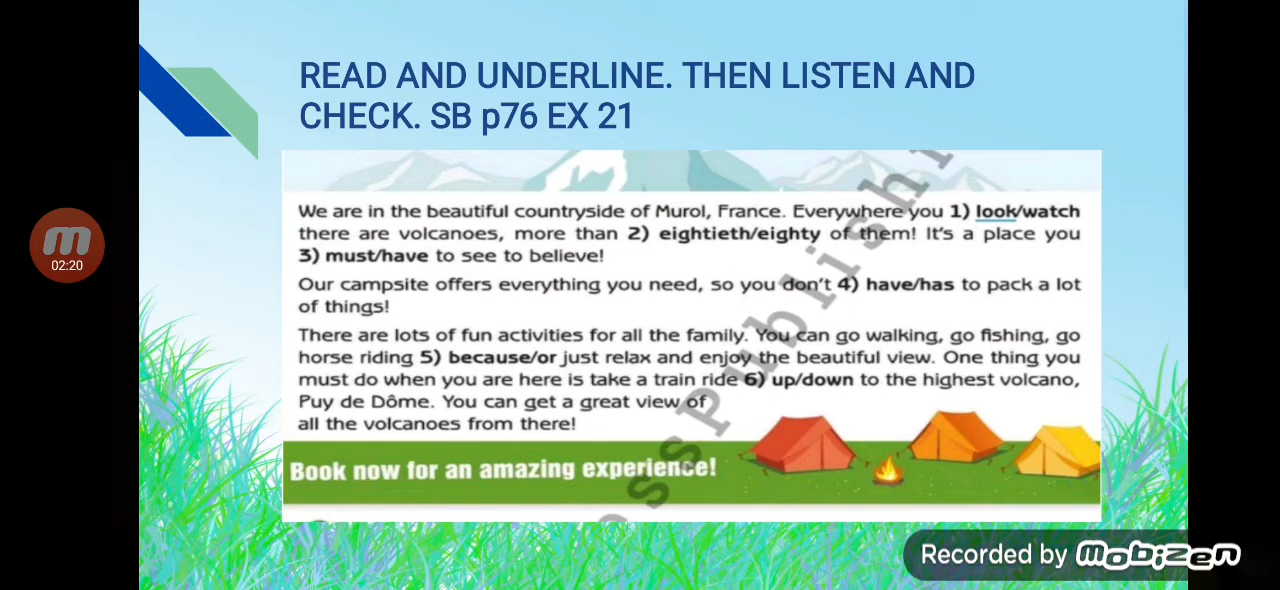 READ AND UNDERLINE. THEN LISTEN AND
CHECK. SB p76 EX 21
We are in the beautiful countryside of Murol, France. Everywhere you 1) look/watch
there are volcanoes, more than 2) eightieth/eighty of them! It's a place you
3) must/have to see to believe!
Our campsite offers everything you need, so you don't 4) have/has to pack a lot
of things!
There are lots of fun activities for all the family. You can go walking, go fishing, go
horse riding 5) because/or just relax and enjoy the beautiful view. One thing you
must do when you are here is take a train ride 6) up/down to the highest volcano,
Puy de Dôme. You can get a great view of
all the volcanoes from there!
Book now for an amazing experience!
ssPublishi
02:20
Recorded by Mobizen